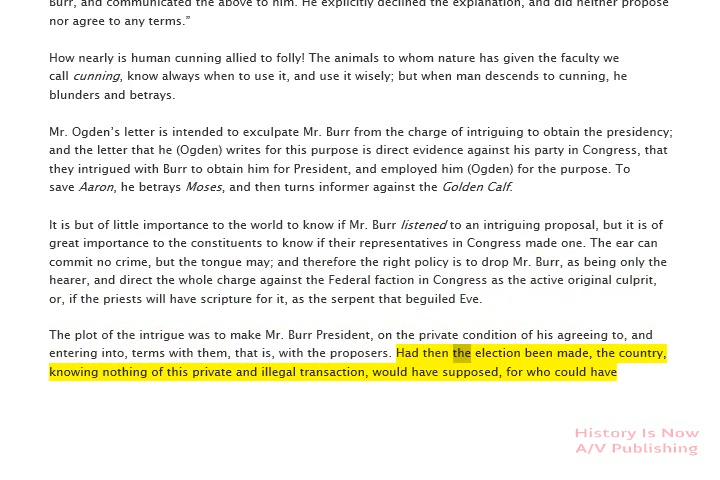 Burr, and communicated the above to him. He explicitly declined the explanation, and did neither propose
nor agree to any terms.”
How nearly is human cunning allied to folly! The animals to whom nature has given the faculty we
call cunning, know always when to use it, and use it wisely; but when man descends to cunning, he
blunders and betrays.
Mr. Ogden’s letter is intended to exculpate Mr. Burr from the charge of intriguing to obtain the presidency;
and the letter that he (Ogden) writes for this purpose is direct evidence against his party in Congress, that
they intrigued with Burr to obtain him for President, and employed him (Ogden) for the purpose. To
save Aaron, he betrays Moses, and then turns informer against the Golden Calf.
It is but of little importance to the world to know if Mr. Burr listened to an intriguing proposal, but it is of
great importance to the constituents to know if their representatives in Congress made one. The ear can
commit no crime, but the tongue may; and therefore the right policy is to drop Mr. Burr, as being only the
hearer, and direct the whole charge against the Federal faction in Congress as the active original culprit,
or, if the priests will have scripture for it, as the serpent that beguiled Eve.
The plot of the intrigue was to make Mr. Burr President, on the private condition of his agreeing to, and
entering into, terms with them, that is, with the proposers. Had then the election been made, the country,
knowing nothing of this private and illegal transaction, would have supposed, for who could have
History Is Now
A/V Publishing